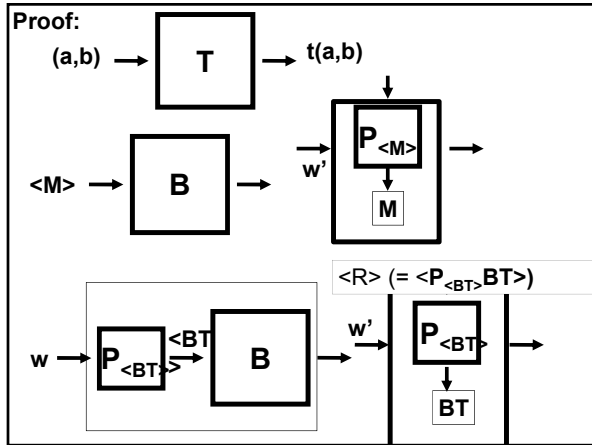 Proof:
(a,b) T t(a,b)
P<M>
w’
<M> B M
<R> (= <P<BT>BT>)
<BT> w’ P<BT>
w P<BT> B
BT